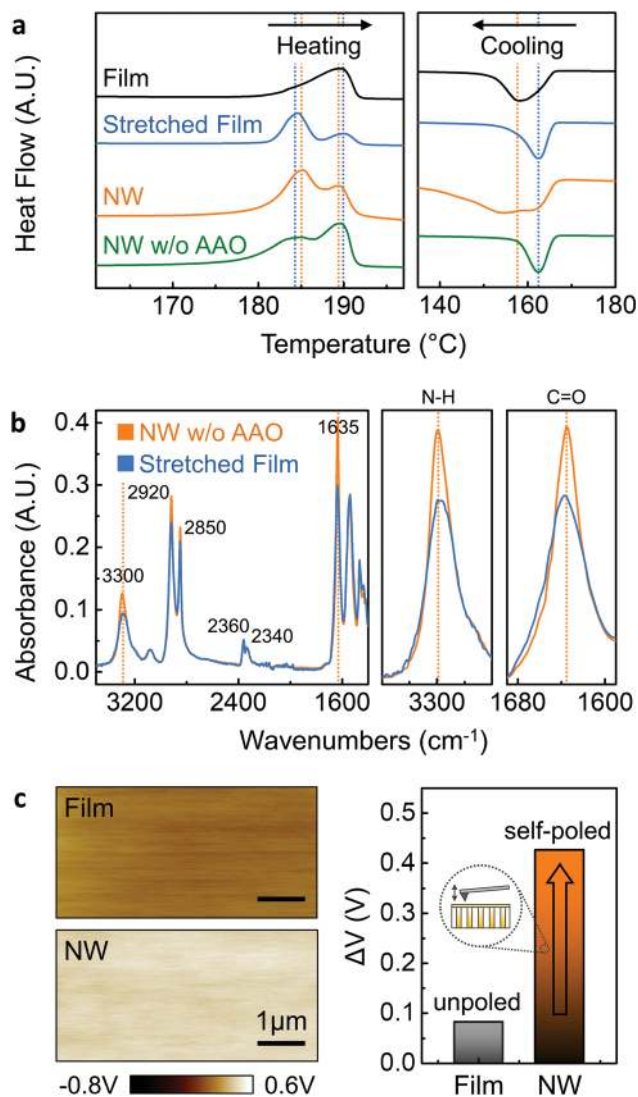 a
Heating
Cooling
Film
Stretched Film
NW
NW w/o AAO
Heat Flow (A.U.)
170 180 190
140 160 180
Temperature (°C)
b
N-H
C=O
NW w/o AAO
Stretched Film
1635
2920
2850
3300
2360
2340
0.4
0.3
0.2
0.1
0.0
Absorbance (A.U.)
3200 2400 1600
3300
1680 1600
Wavenumbers (cm⁻¹)
c
Film
NW
1μm
-0.8V
0.6V
0.5
0.4
0.3
0.2
0.1
0.0
ΔV (V)
self-poled
unpoled
Film
NW